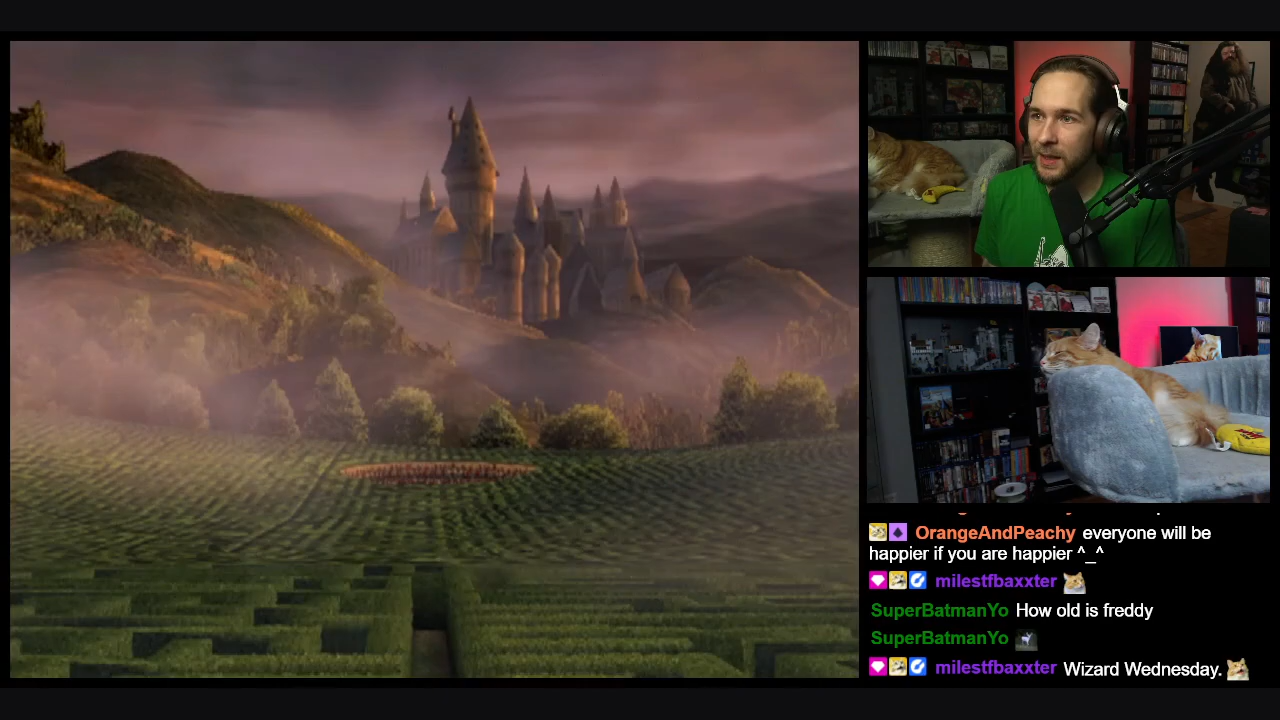 OrangeAndPeachy everyone will be
happier if you are happier ^_^
milestfbaxxter
SuperBatmanYo How old is freddy
SuperBatmanYo
milestfbaxxter Wizard Wednesday.